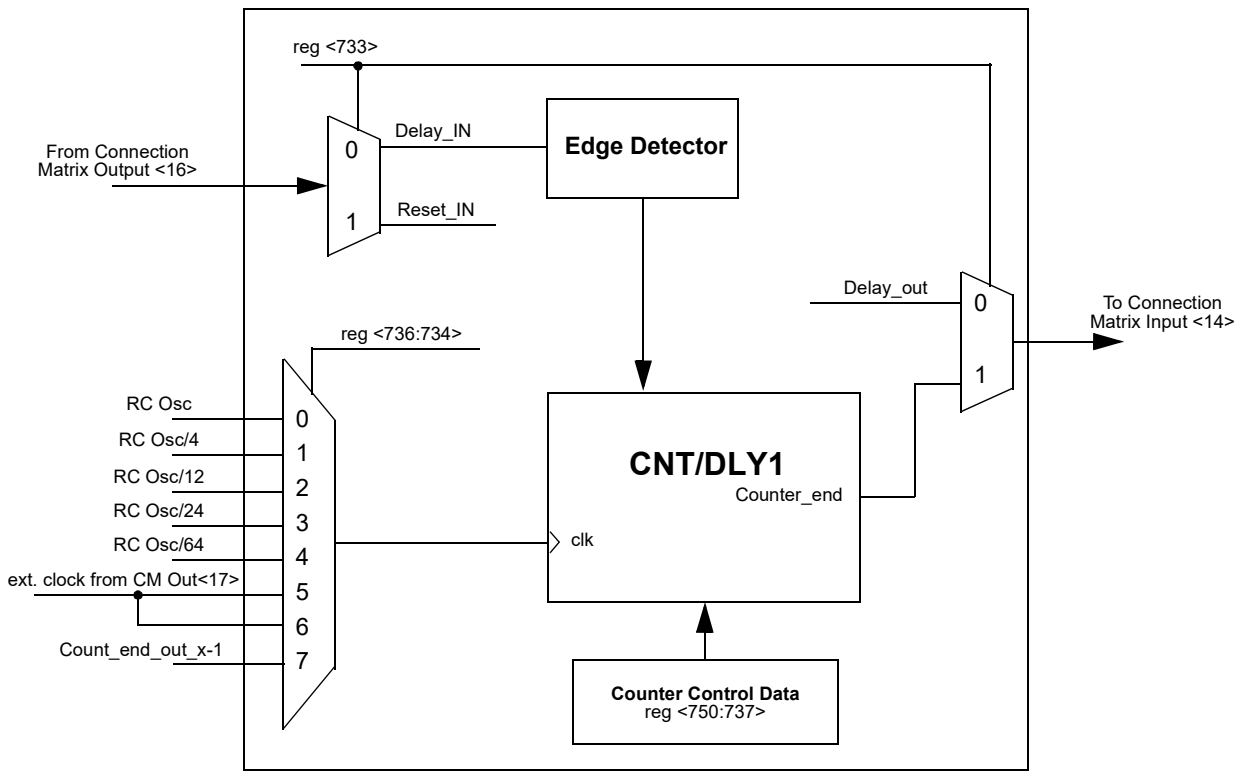 reg <733>
From Connection
Matrix Output <16>
0
1
Delay_IN
Reset_IN
Edge Detector
Delay_out
0
1
To Connection
Matrix Input <14>
reg <736:734>
RC Osc
RC Osc/4
RC Osc/12
RC Osc/24
RC Osc/64
ext. clock from CM Out<17>
Count_end_out_x-1
0
1
2
3
4
5
6
7
CNT/DLY1
Counter_end
clk
Counter Control Data
reg <750:737>